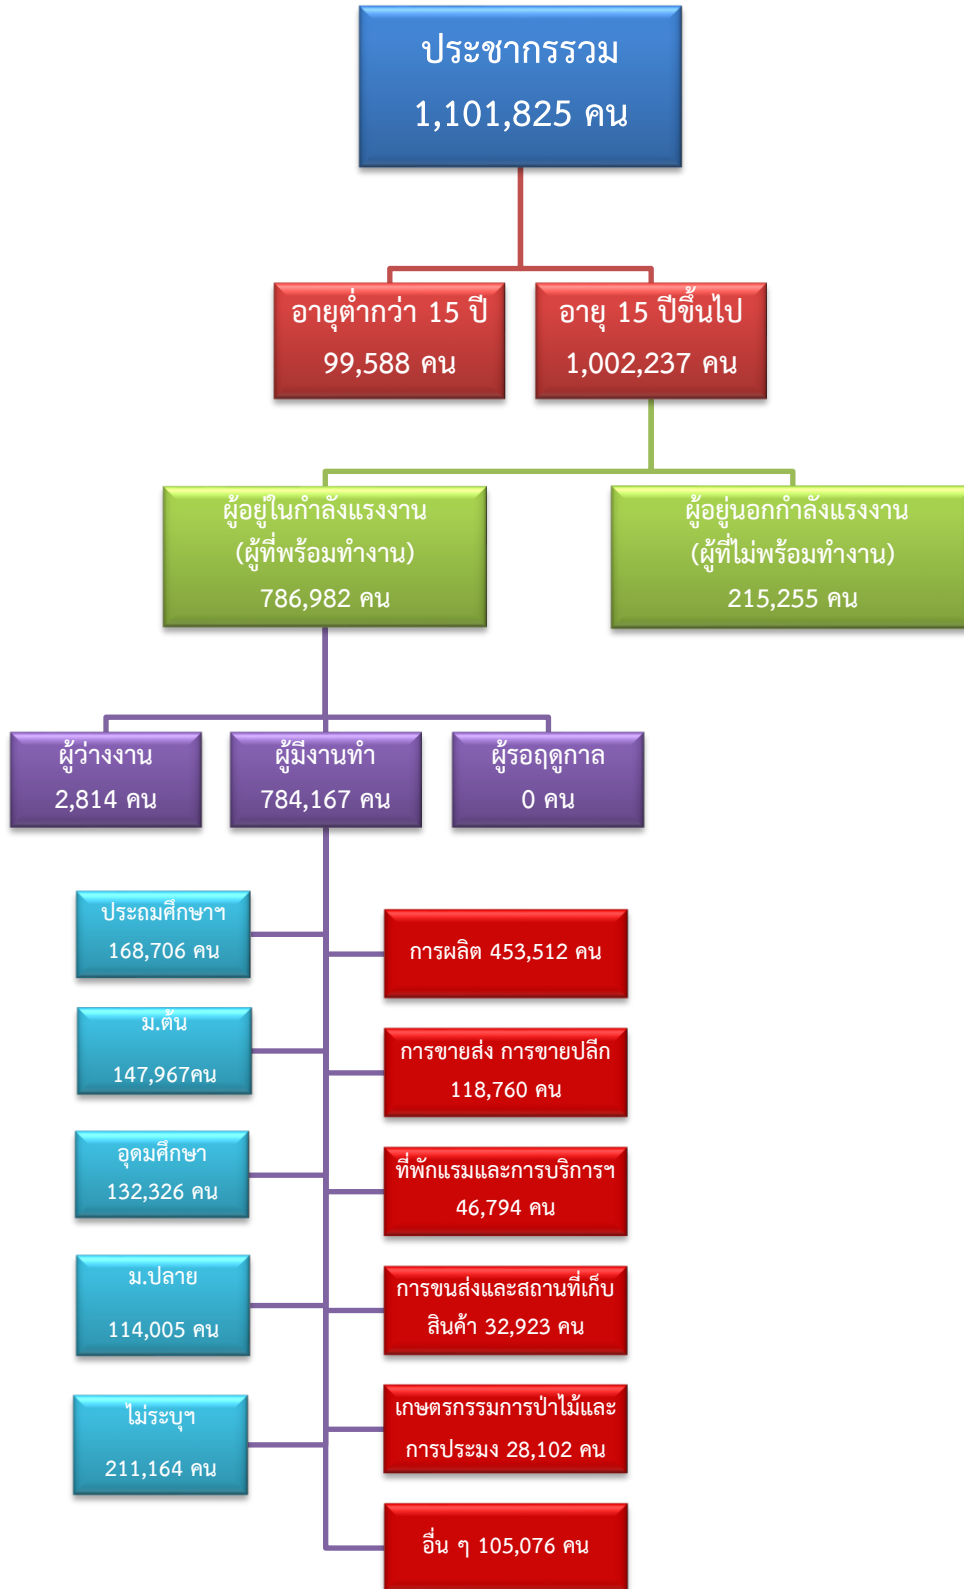 ประชากรรวม
1,101,825 คน
อายุต่ำกว่า 15 ปี
99,588 คน
อายุ 15 ปีขึ้นไป
1,002,237 คน
ผู้อยู่ในกำลังแรงงาน
(ผู้ที่พร้อมทำงาน)
786,982 คน
ผู้อยู่นอกกำลังแรงงาน
(ผู้ที่ไม่พร้อมทำงาน)
215,255 คน
ผู้ว่างงาน
2,814 คน
ผู้มีงานทำ
784,167 คน
ผู้รอฤดูกาล
0 คน
ประถมศึกษาฯ
168,706 คน
ม.ต้น
147,967คน
อุดมศึกษา
132,326 คน
ม.ปลาย
114,005 คน
ไม่ระบุฯ
211,164 คน
การผลิต 453,512 คน
การขายส่ง การขายปลีก
118,760 คน
ที่พักแรมและการบริการฯ
46,794 คน
การขนส่งและสถานที่เก็บ
สินค้า 32,923 คน
เกษตรกรรมการป่าไม้และ
การประมง 28,102 คน
อื่น ๆ 105,076 คน